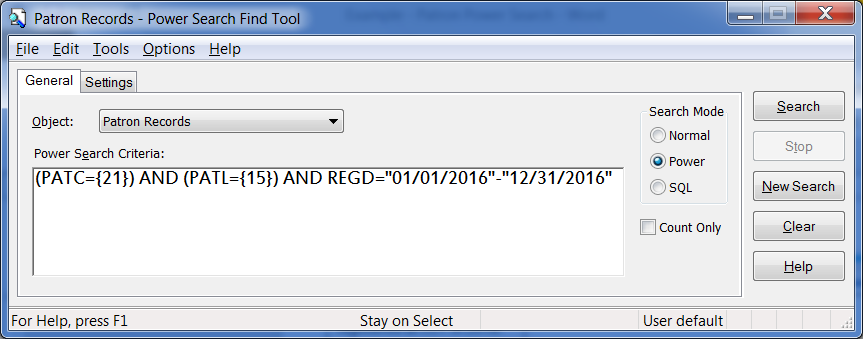 Patron Records - Power Search Find Tool
File Edit Tools Options Help
General Settings
Object: Patron Records
Power Search Criteria:
(PATC={21}) AND (PATL={15}) AND REGD="01/01/2016"-"12/31/2016"
Search Mode
Normal
Power
SQL
Count Only
Search
Stop
New Search
Clear
Help
For Help, press F1 Stay on Select User default